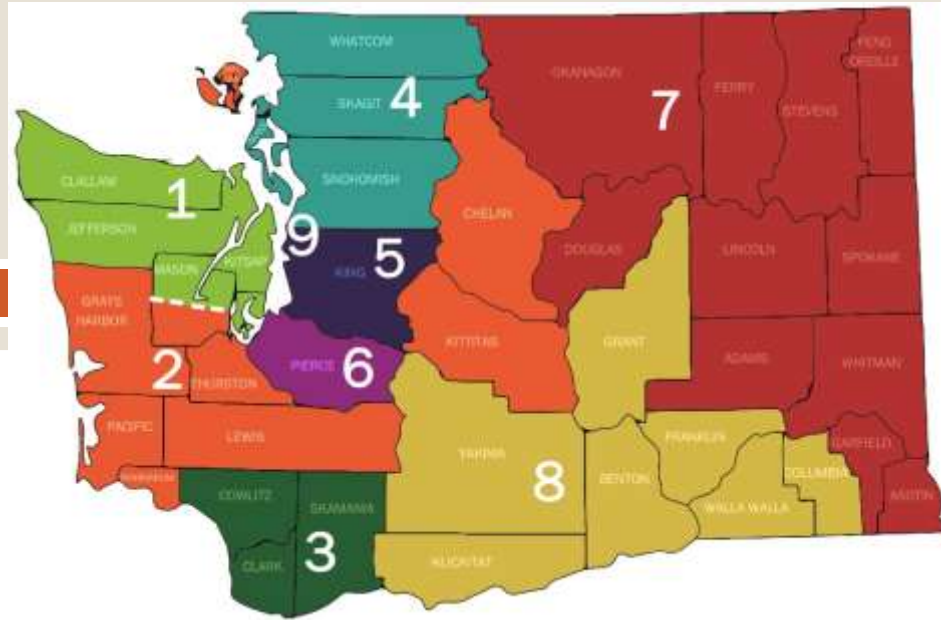 WHATCOM
PEND
OREILLE
OKANAGON
4
7
FERRY
SKAGIT
STEVENS
SNOHOMISH
CLALLAM
1
CHELAN
JEFFERSON
9
DOUGLAS
LINCOLN
SPOKANE
5
KING
KITSAP
MASON
GRAYS
HARBOR
KITTITAS
GRANT
ADAMS
WHITMAN
PIERCE
6
2
THURSTON
PACIFIC
LEWIS
FRANKLIN
GARFIELD
YAKIMA
COLUMBIA
8
BENTON
COWLITZ
SKAMANIA
WALLA WALLA
3
CLARK
KLICKITAT